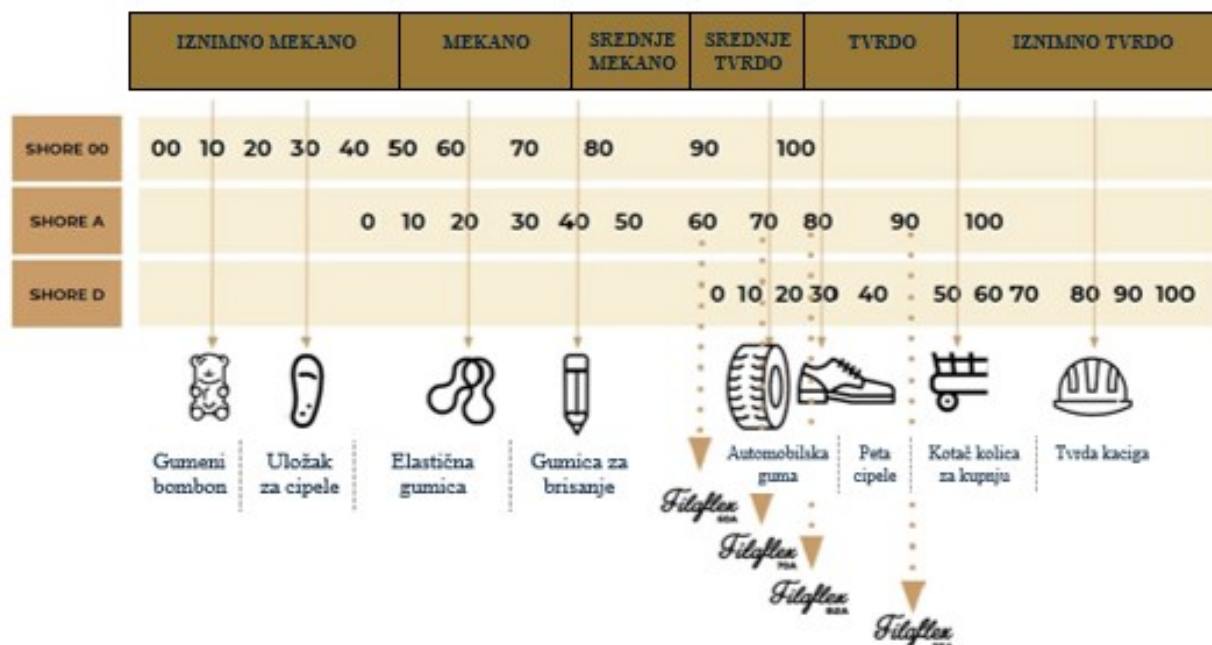 IZNIMNO MEKANO
MEKANO
SREDNJE
MEKANO
SREDNJE
TVRDO
TVRDO
IZNIMNO TVRDO
SHORE 00
00 10 20 30 40 50 60 70 80 90 100
SHORE A
0 10 20 30 40 50 60 70 80 90 100
SHORE D
0 10 20 30 40 50 60 70 80 90 100
Gumeni
bombon
Uložak
za cipele
Elastična
gumica
Gumica za
brisanje
Automobilska
guma
Peta
cipele
Kotač kolica
za kupnju
Tvrda kaciga
Filaflex
60A
Filaflex
70A
Filaflex
82A
Filaflex